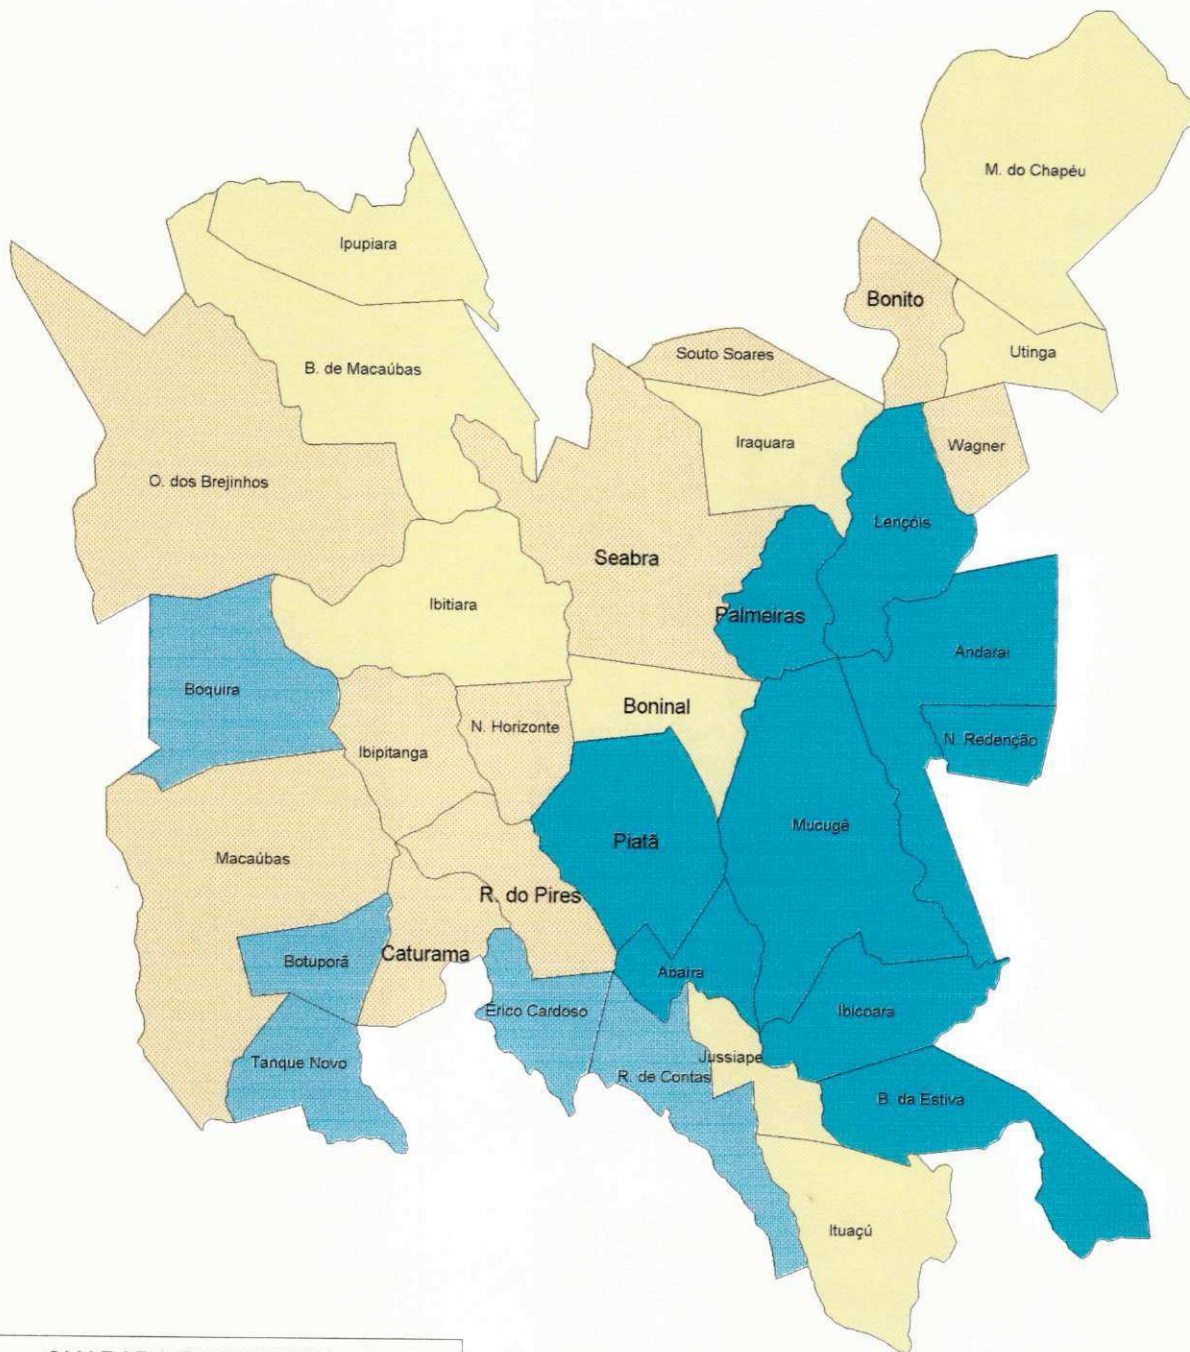 M. do Chapéu
Ipupiara
Bonito
Souto Soares
Utinga
B. de Macaúbas
Iraquara
Wagner
O. dos Brejinhos
Lençóis
Seabra
Ibitiara
Palmeiras
Andarai
Boquira
Boninal
N. Horizonte
N. Redenção
Ibipitanga
Mucugê
Piatã
Macaúbas
R. do Pires
Caturama
Botuporã
Abaíra
Érico Cardoso
Ibicoara
Tanque Novo
Jussiape
R. de Contas
B. da Estiva
Ituaçú